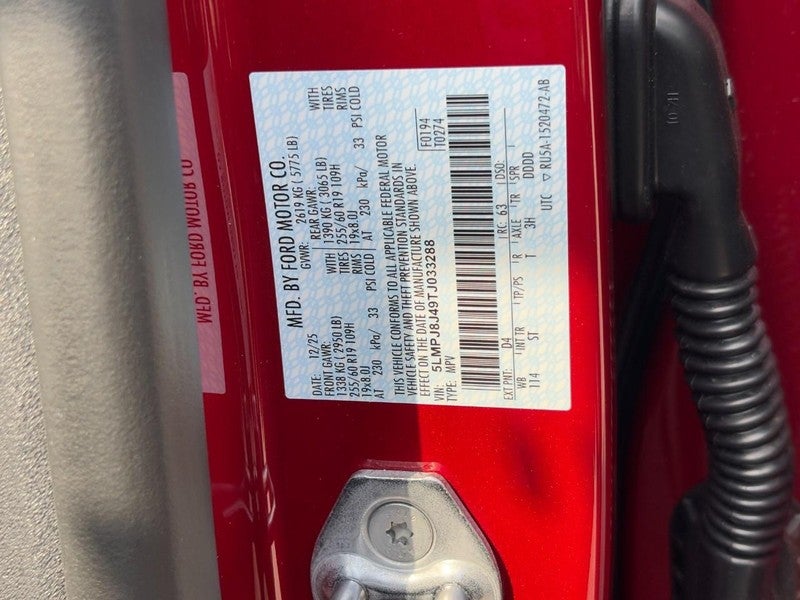 MFD. BY FORD MOTOR CO.
DATE: 12/25
GVWR: 2619 KG ( 5775 LB)
FRONT GAWR:
REAR GAWR:
1338 KG ( 2950 LB)
WITH
1390 KG ( 3065 LB)
WITH
255/60 R19 109H
TIRES
255/60 R19 109H
TIRES
19x8.0J
RIMS
19x8.0J
RIMS
AT 230 kPa/ 33 PSI COLD
AT 230 kPa/ 33 PSI COLD
THIS VEHICLE CONFORMS TO ALL APPLICABLE FEDERAL MOTOR
VEHICLE SAFETY AND THEFT PREVENTION STANDARDS IN
EFFECT ON THE DATE OF MANUFACTURE SHOWN ABOVE.
VIN: 5LMPJ8J49TJ033288
TYPE: MPV
F0194
T0274
EXT PNT: D4
RC: 63
DSO:
WB
INT TR
TP/PS
R
AXLE
TR
SPR
T14
ST
T
3H
DDDD
UTC
RU5A-1520472-AB
MFD. BY FORD MOTOR CO